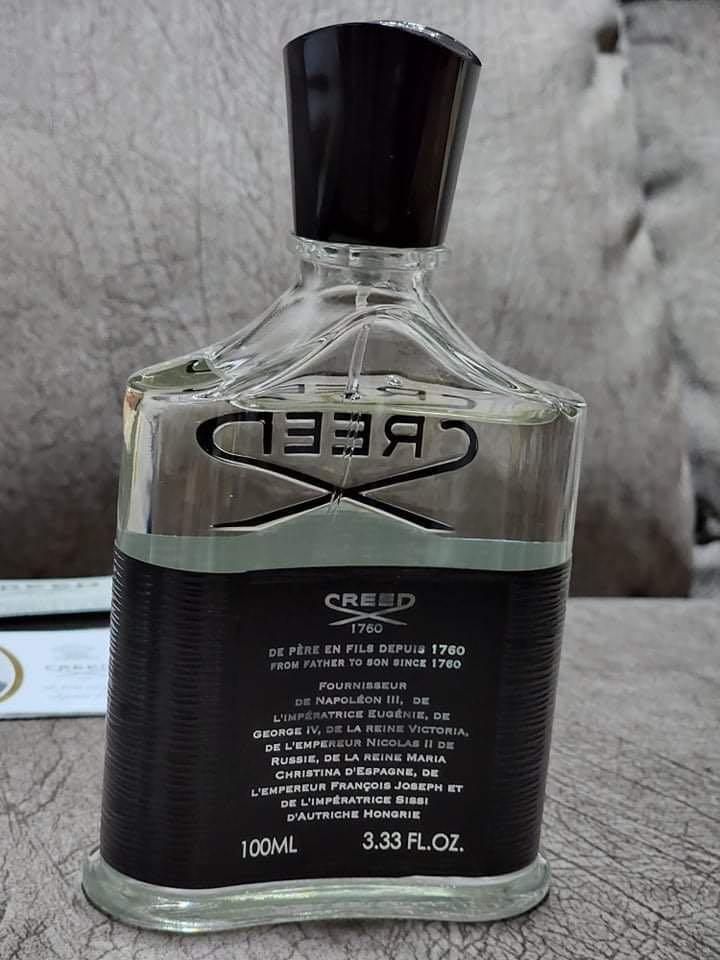 CREED
CREED
1760
DE PÈRE EN FILS DEPUIS 1760
FROM FATHER TO SON SINCE 1760
FOURNISSEUR
DE NAPOLÉON III, DE
L'IMPÉRATRICE EUGÉNIE, DE
GEORGE IV, DE LA REINE VICTORIA,
DE L'EMPEREUR NICOLAS II DE
RUSSIE, DE LA REINE MARIA
CHRISTINA D'ESPAGNE, DE
L'EMPEREUR FRANÇOIS JOSEPH ET
DE L'IMPÉRATRICE SISSI
D'AUTRICHE HONGRIE
100ML 3.33 FL.OZ.
CREED